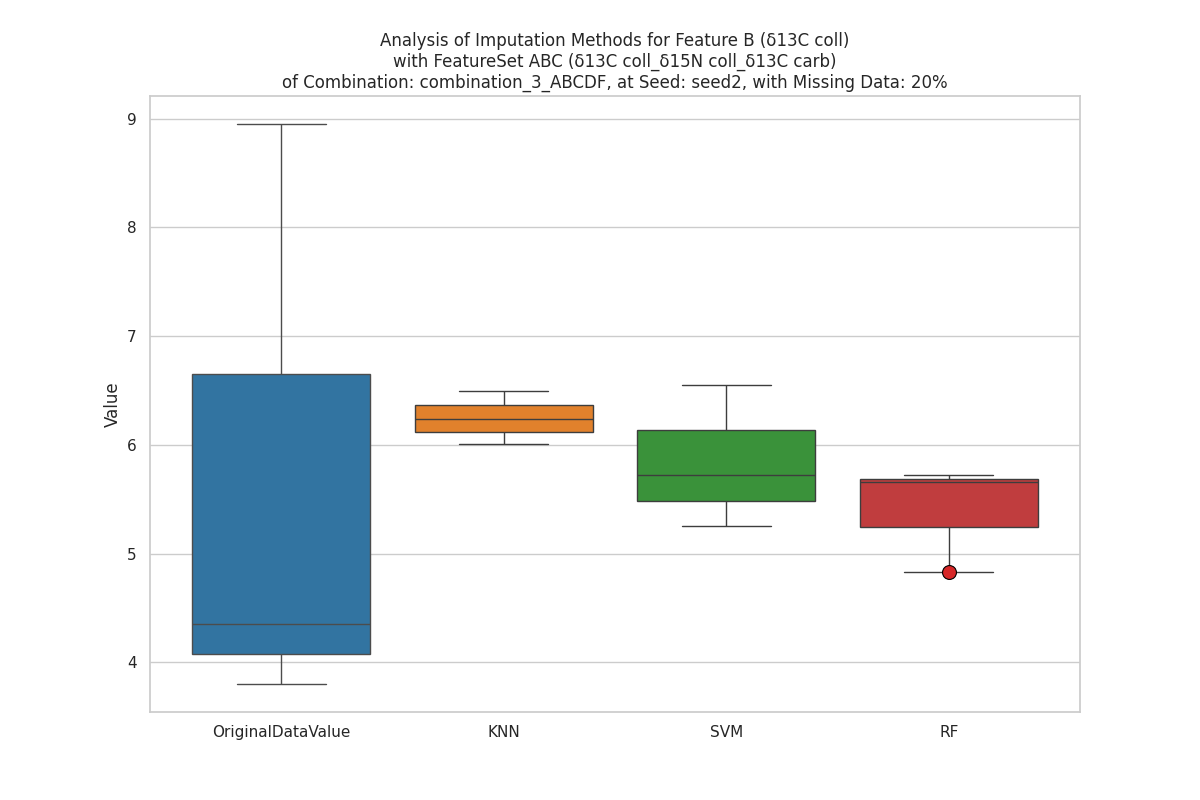 Analysis of Imputation Methods for Feature B (δ13C coll)
with FeatureSet ABC (δ13C coll_δ15N coll_δ13C carb)
of Combination: combination_3_ABCDF, at Seed: seed2, with Missing Data: 20%
9
8
7
6
5
4
Value
OriginalDataValue
KNN
SVM
RF